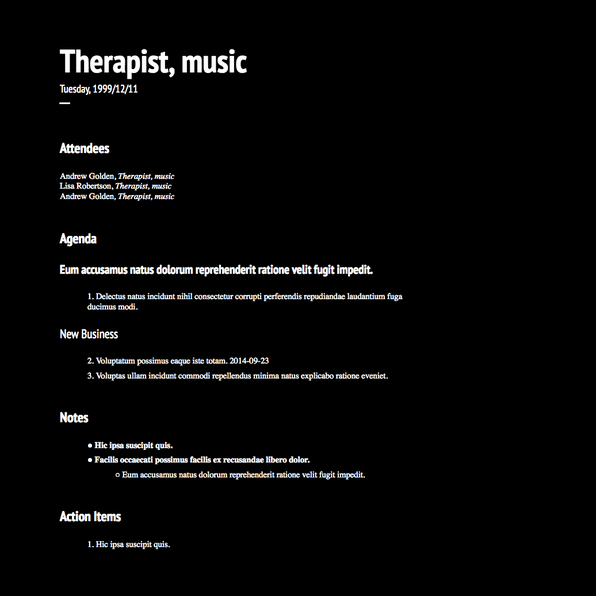 Therapist, music
Tuesday, 1999/12/11
Attendees
Andrew Golden, Therapist, music
Lisa Robertson, Therapist, music
Andrew Golden, Therapist, music
Agenda
Eum accusamus natus dolorum reprehenderit ratione velit fugit impedit.
1. Delectus natus incidunt nihil consectetur corrupti perferendis repudiandae laudantium fuga
ducimus modi.
New Business
2. Voluptatum possimus eaque iste totam. 2014-09-23
3. Voluptas ullam incidunt commodi repellendus minima natus explicabo ratione eveniet.
Notes
● Hic ipsa suscipit quis.
● Facilis occaecati possimus facilis ex recusandae libero dolor.
○ Eum accusamus natus dolorum reprehenderit ratione velit fugit impedit.
Action Items
1. Hic ipsa suscipit quis.